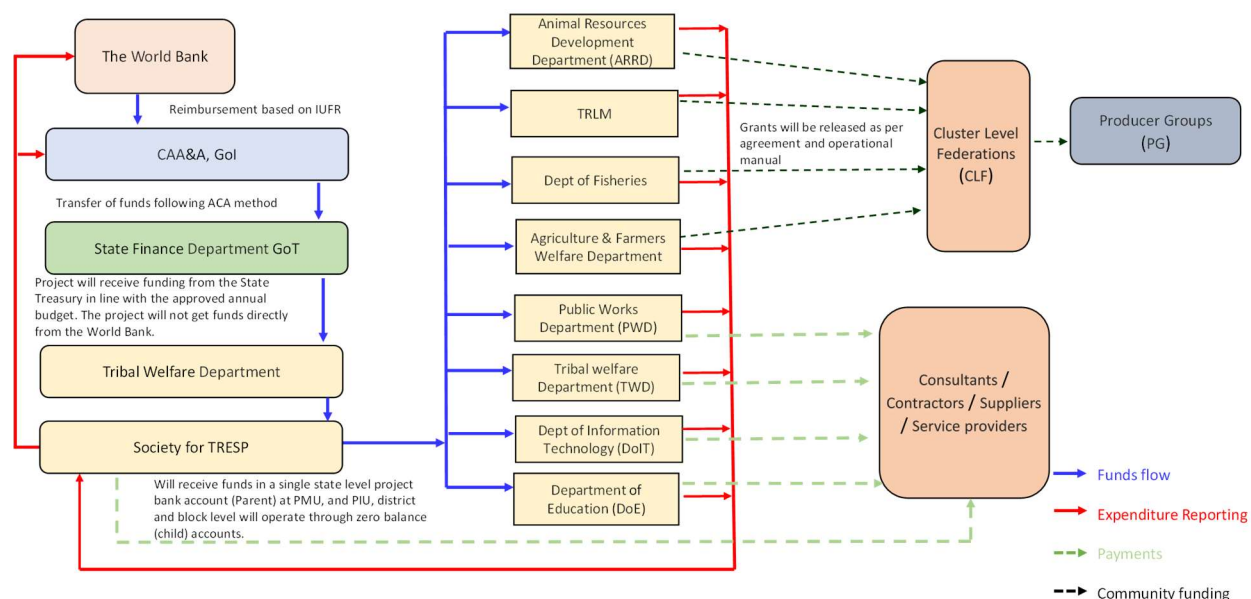 The World Bank
Reimbursement based on IUFR
CAA&A, GoI
Transfer of funds following ACA method
State Finance Department GoT
Project will receive funding from the State
Treasury in line with the approved annual
budget. The project will not get funds directly
from the World Bank.
Tribal Welfare Department
Society for TRESP
Will receive funds in a single state level project
bank account (Parent) at PMU, and PIU, district
and block level will operate through zero balance
(child) accounts.
Animal Resources
Development
Department (ARRD)
TRLM
Dept of Fisheries
Agriculture & Farmers
Welfare Department
Public Works
Department (PWD)
Tribal welfare
Department (TWD)
Dept of Information
Technology (DoIT)
Department of
Education (DoE)
Grants will be released as per
agreement and operational
manual
Cluster Level
Federations
(CLF)
Producer Groups
(PG)
Consultants /
Contractors / Suppliers
/ Service providers
Funds flow
Expenditure Reporting
Payments
Community funding